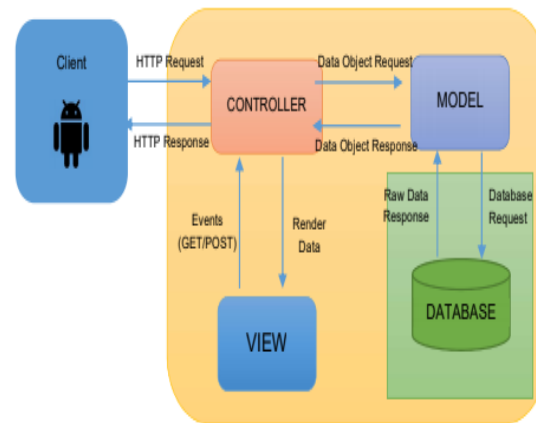 Client
HTTP Request
HTTP Response
CONTROLLER
Data Object Request
Data Object Response
MODEL
Events
(GET/POST)
Render
Data
Raw Data
Response
Database
Request
VIEW
DATABASE